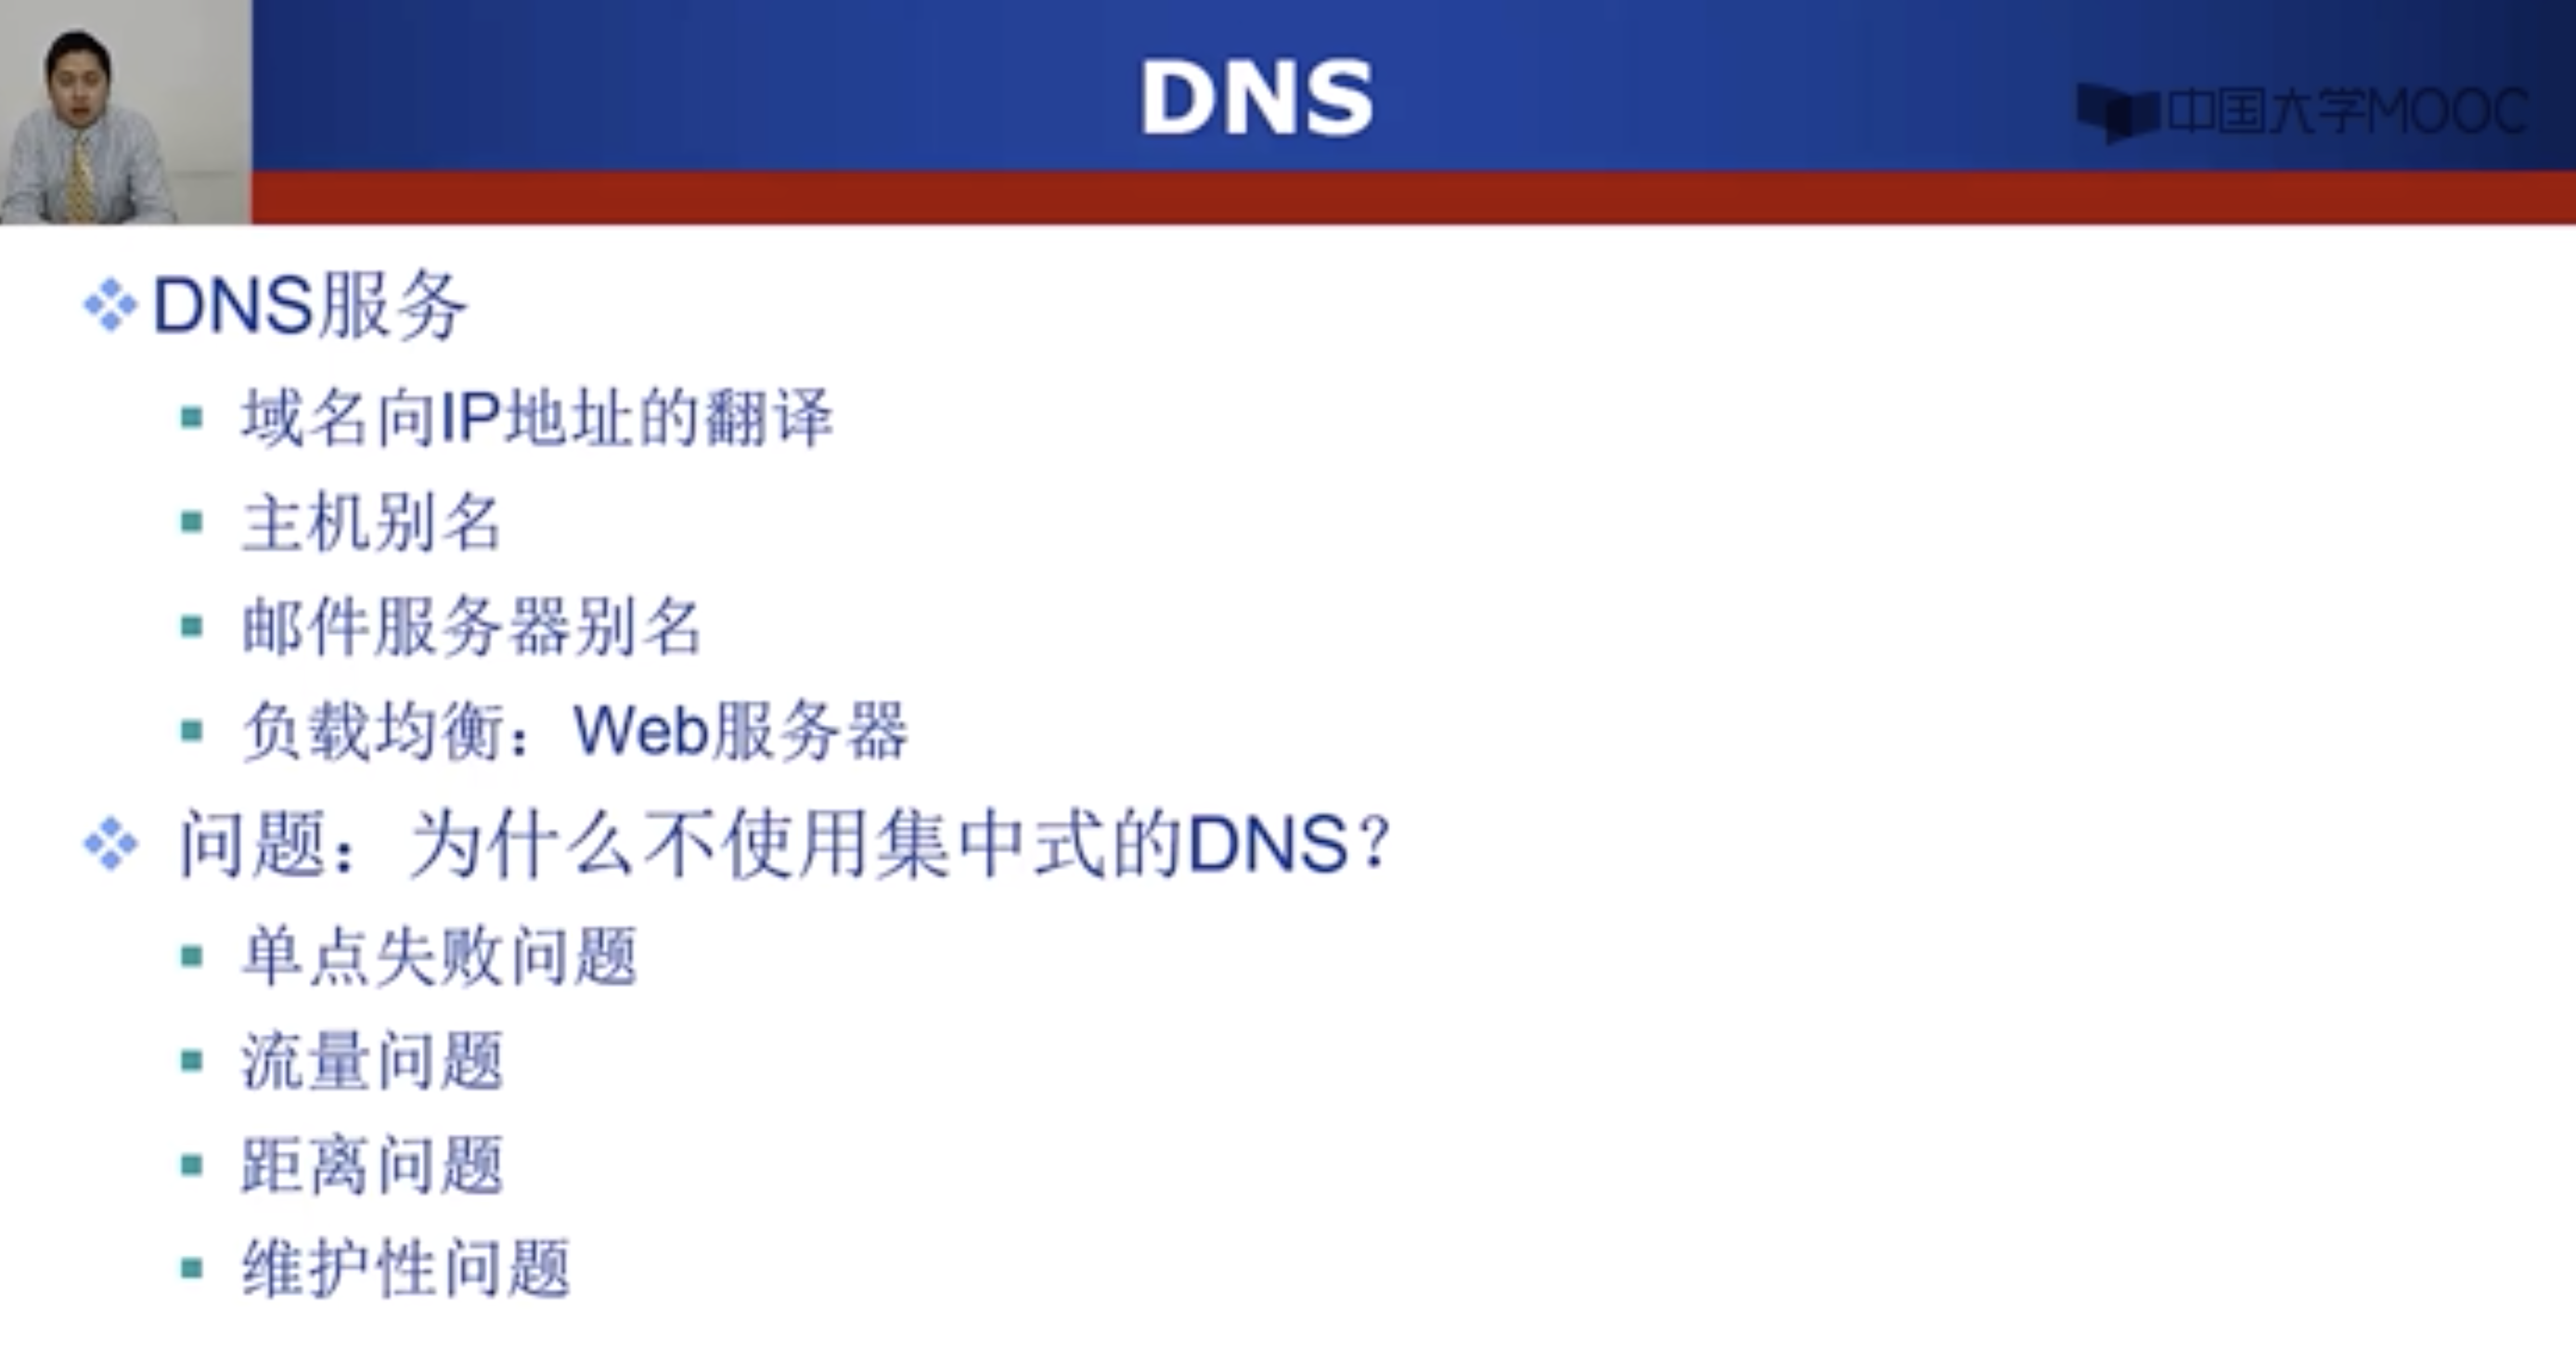 DNS
中国大学MOOC
DNS服务
域名向IP地址的翻译
主机别名
邮件服务器别名
负载均衡：Web服务器
问题：为什么不使用集中式的DNS？
单点失败问题
流量问题
距离问题
维护性问题